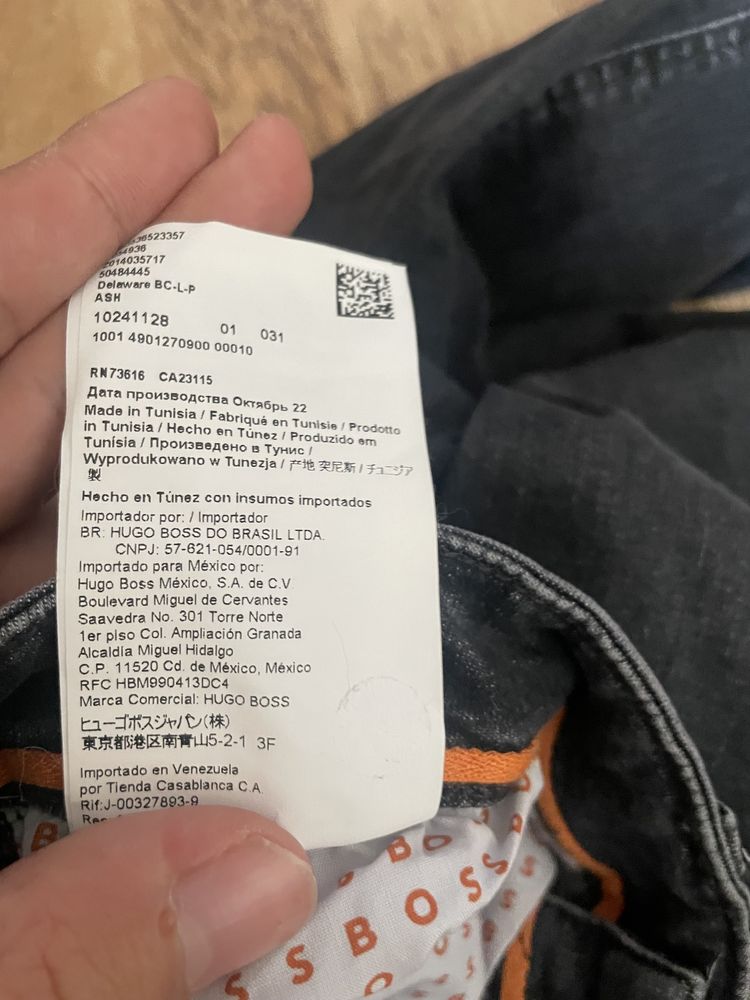 36523357
4936
2014035717
50484445
Delaware BC-L-P
ASH
10241128 01 031
1001 4901270900 00010
RN73616 CA23115
Дата производства Октябрь 22
Made in Tunisia / Fabriqué en Tunisie / Prodotto
in Tunisia / Hecho en Túnez / Produzido em
Tunísia / Произведено в Тунис /
Wyprodukowano w Tunezja / 产地 突尼斯 / チュニジア
製
Hecho en Túnez con insumos importados
Importador por: / Importador
BR: HUGO BOSS DO BRASIL LTDA.
CNPJ: 57-621-054/0001-91
Importado para México por:
Hugo Boss México, S.A. de C.V.
Boulevard Miguel de Cervantes
Saavedra No. 301 Torre Norte
1er piso Col. Ampliación Granada
Alcaldía Miguel Hidalgo
C.P. 11520 Cd. de México, México
RFC HBM990413DC4
Marca Comercial: HUGO BOSS
ヒューゴボスジャパン(株)
東京都港区南青山5-2-1 3F
Importado en Venezuela
por Tienda Casablanca C.A.
Rif:J-00327893-9
BOSS
S BOSS